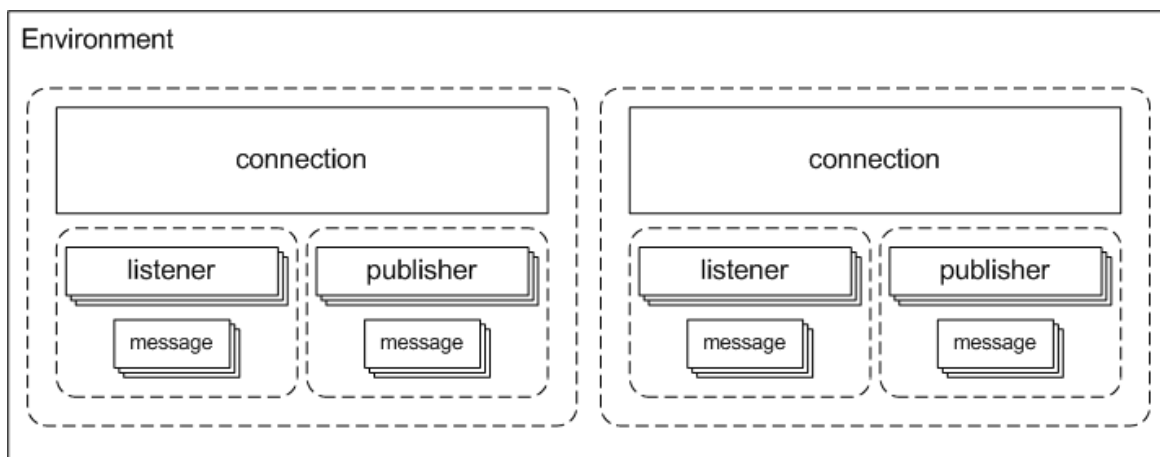 Environment
connection
connection
listener
publisher
listener
publisher
message
message
message
message